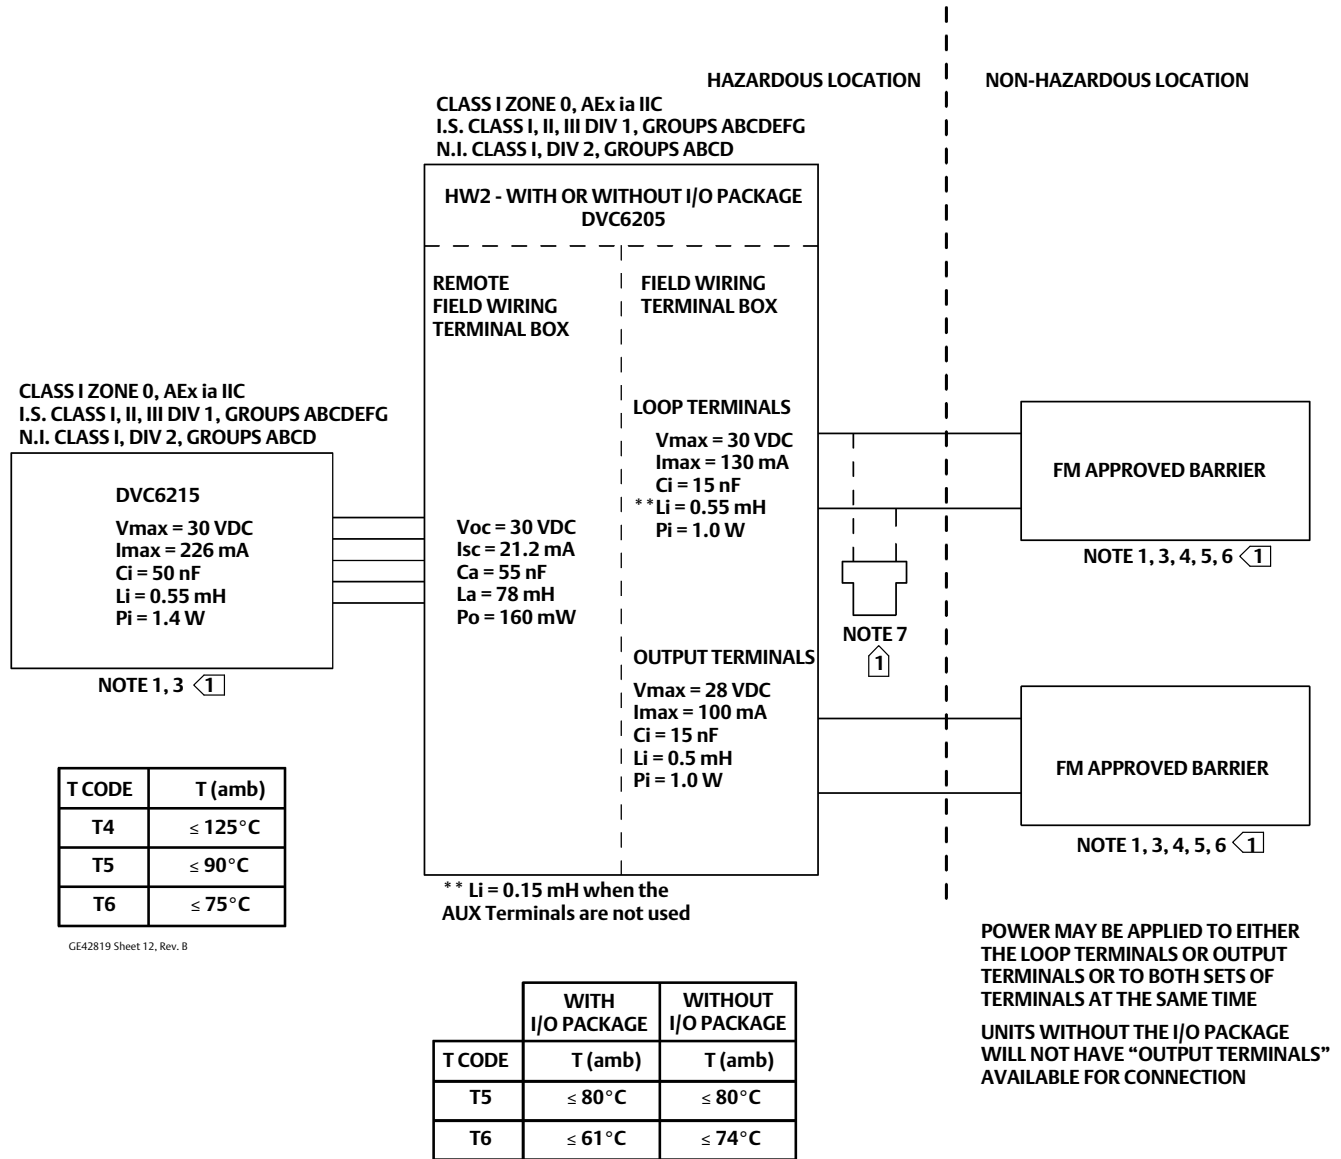 HAZARDOUS LOCATION
NON-HAZARDOUS LOCATION
CLASS I ZONE 0, AEx ia IIC
I.S. CLASS I, II, III DIV 1, GROUPS ABCDEFG
N.I. CLASS I, DIV 2, GROUPS ABCD
HW2 - WITH OR WITHOUT I/O PACKAGE
DVC6205
REMOTE
FIELD WIRING
TERMINAL BOX
FIELD WIRING
TERMINAL BOX
CLASS I ZONE 0, AEx ia IIC
I.S. CLASS I, II, III DIV 1, GROUPS ABCDEFG
N.I. CLASS I, DIV 2, GROUPS ABCD
DVC6215
Vmax = 30 VDC
Imax = 226 mA
Ci = 50 nF
Li = 0.55 mH
Pi = 1.4 W
NOTE 1, 3 1
Voc = 30 VDC
Isc = 21.2 mA
Ca = 55 nF
La = 78 mH
Po = 160 mW
LOOP TERMINALS
Vmax = 30 VDC
Imax = 130 mA
Ci = 15 nF
**Li = 0.55 mH
Pi = 1.0 W
FM APPROVED BARRIER
NOTE 1, 3, 4, 5, 6 1
NOTE 7
1
OUTPUT TERMINALS
Vmax = 28 VDC
Imax = 100 mA
Ci = 15 nF
Li = 0.5 mH
Pi = 1.0 W
FM APPROVED BARRIER
NOTE 1, 3, 4, 5, 6 1
T CODE T (amb)
T4 ≤ 125°C
T5 ≤ 90°C
T6 ≤ 75°C
GE42819 Sheet 12, Rev. B
** Li = 0.15 mH when the
AUX Terminals are not used
POWER MAY BE APPLIED TO EITHER
THE LOOP TERMINALS OR OUTPUT
TERMINALS OR TO BOTH SETS OF
TERMINALS AT THE SAME TIME
UNITS WITHOUT THE I/O PACKAGE
WILL NOT HAVE “OUTPUT TERMINALS”
AVAILABLE FOR CONNECTION
WITH WITHOUT
I/O PACKAGE I/O PACKAGE
T CODE T (amb) T (amb)
T5 ≤ 80°C ≤ 80°C
T6 ≤ 61°C ≤ 74°C